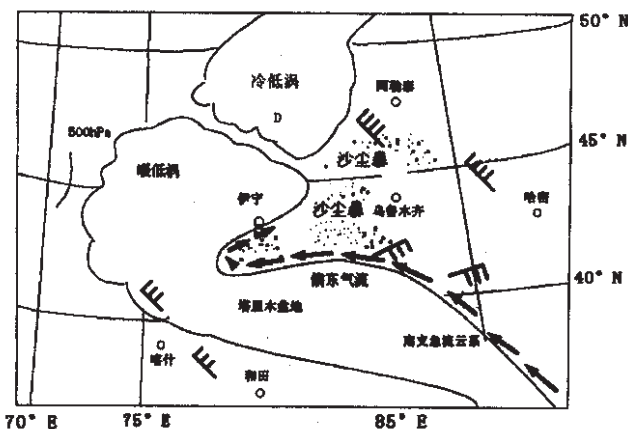 50° N
冷低涡
阿勒泰
D
500hPa
45° N
沙尘暴
暖低涡
伊宁
沙尘暴
乌鲁木齐
哈密
偏东气流
40° N
塔里木盆地
南支急流云系
喀什
和田
70° E
75° E
85° E